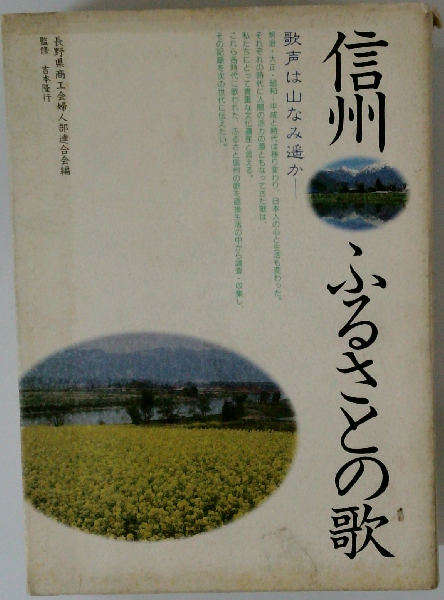 信州 ふるさとの歌
歌声は山なみ遥か―
明治・大正・昭和・平成と時代は移り変わり、日本人の心と生活も変わった。
それぞれの時代に人間の活力の源ともなってきた歌は、
私たちにとって貴重な文化遺産と言える。
これら各時代に歌われた、ふるさと信州の歌を直接生活の中から調査・収集し、
その記録を次の世代に伝えたい。
長野県商工会婦人部連合会編
監修 吉本隆行